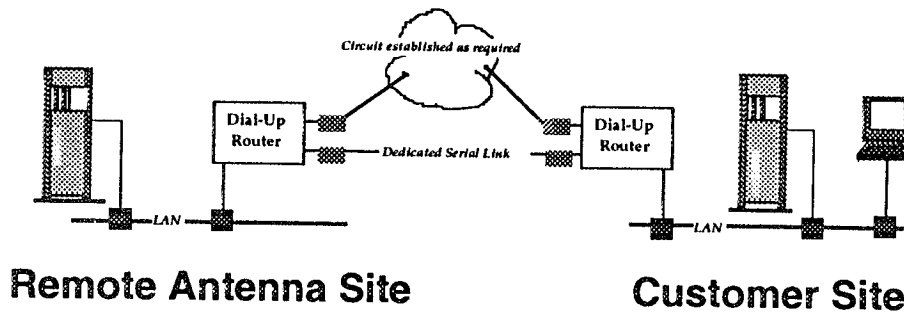 Circuit established as required
Dial-Up
Router
Dial-Up
Router
Dedicated Serial Link
LAN
LAN
Remote Antenna Site
Customer Site